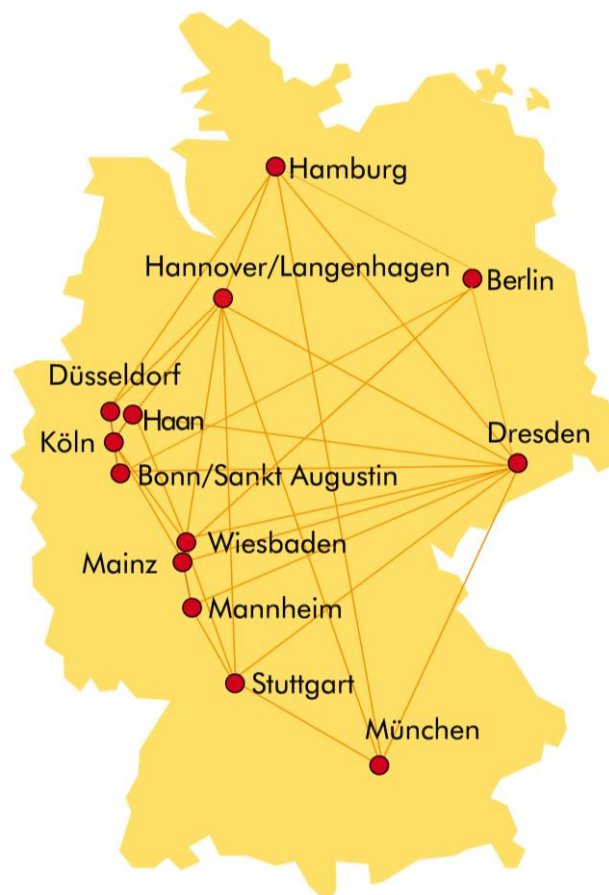 Hamburg
Hannover/Langenhagen
Berlin
Düsseldorf
Haan
Köln
Dresden
Bonn/Sankt Augustin
Wiesbaden
Mainz
Mannheim
Stuttgart
München